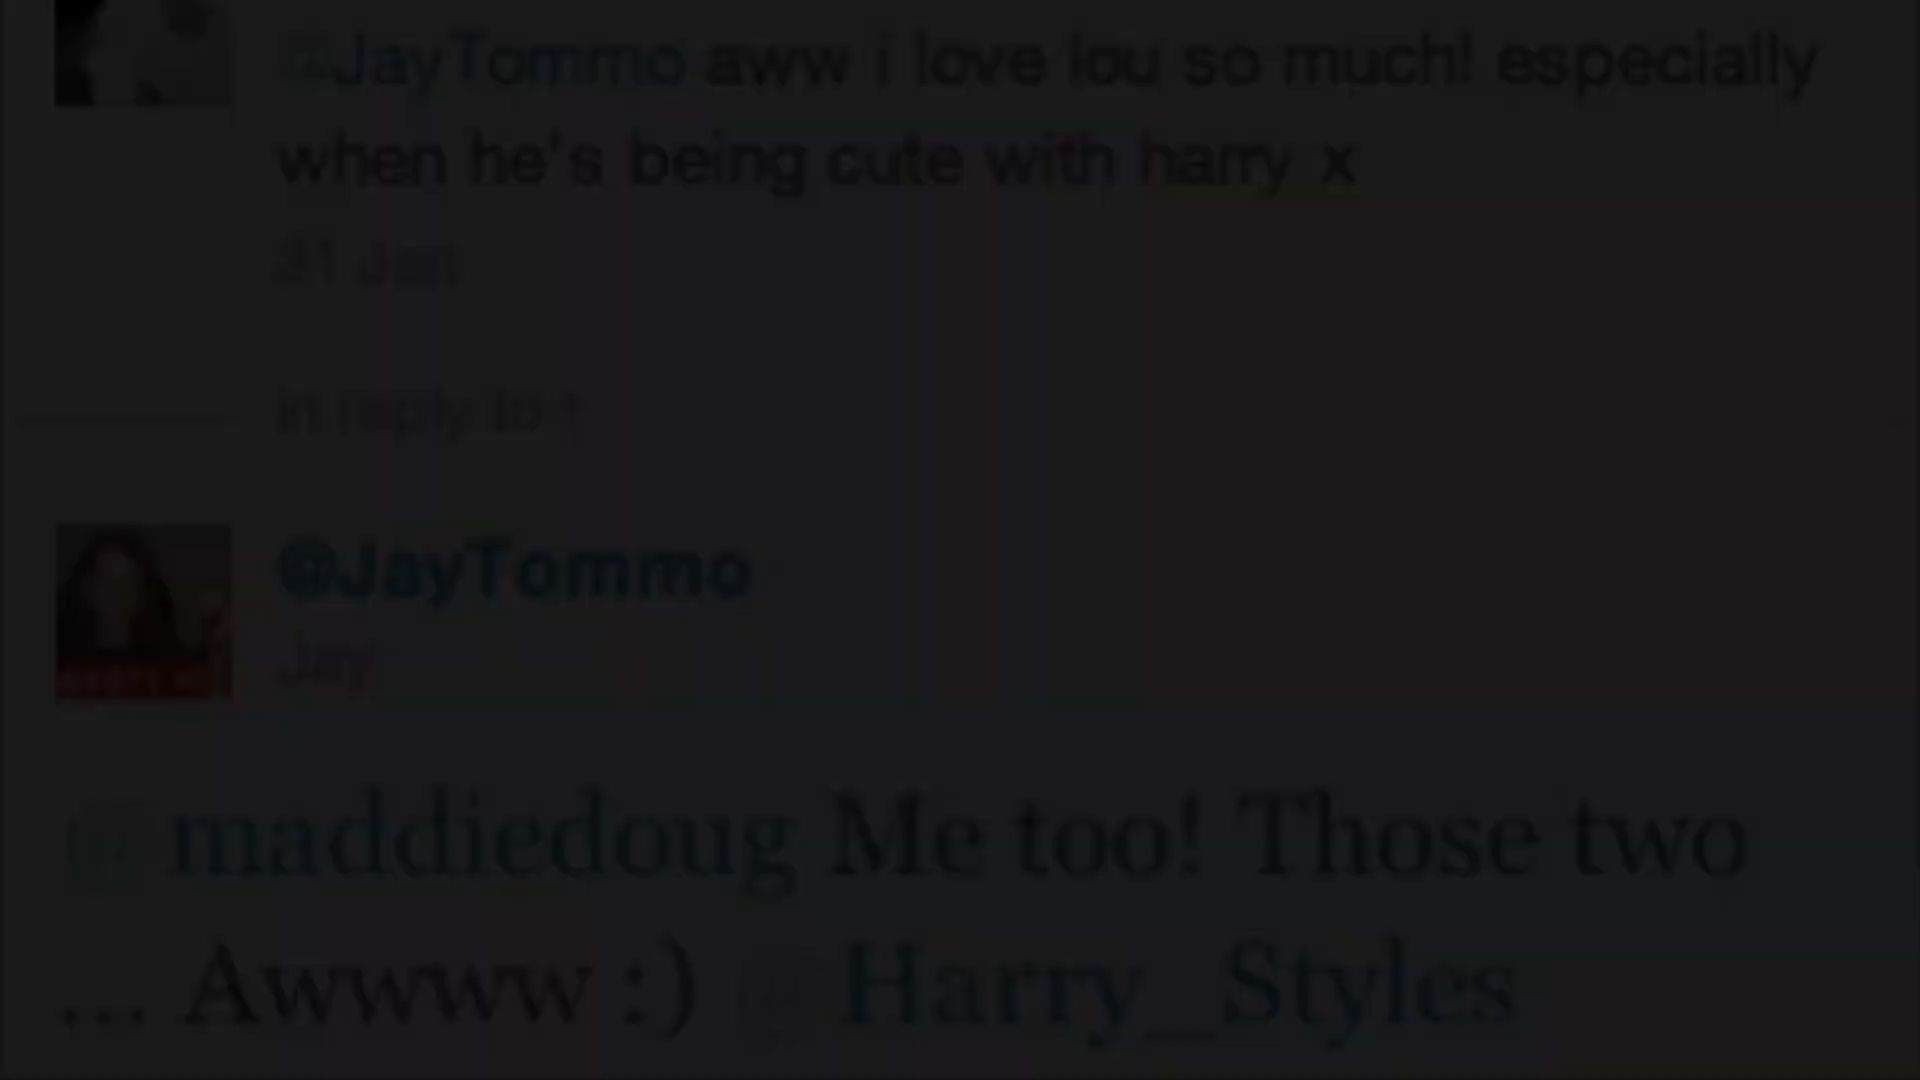 @JayTommo aww i love lou so much! especially
when he's being cute with harry x
31 Jan
in reply to ↑
@JayTommo
Jay
@maddiedoug Me too! Those two
... Awwww :) @Harry_Styles